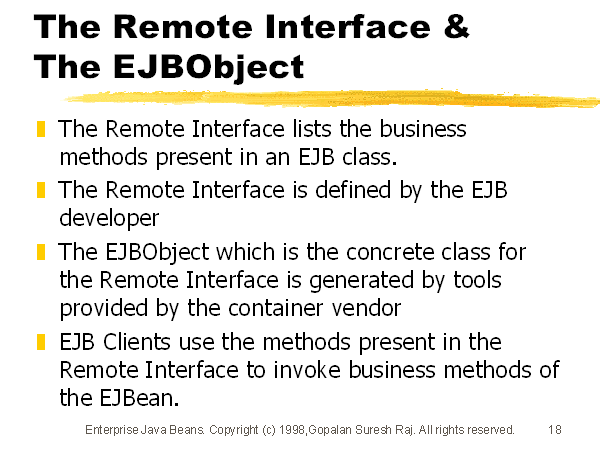 The Remote Interface &
The EJBObject
The Remote Interface lists the business
methods present in an EJB class.
The Remote Interface is defined by the EJB
developer
The EJBObject which is the concrete class for
the Remote Interface is generated by tools
provided by the container vendor
EJB Clients use the methods present in the
Remote Interface to invoke business methods of
the EJBean.
Enterprise Java Beans. Copyright (c) 1998,Gopalan Suresh Raj. All rights reserved. 18